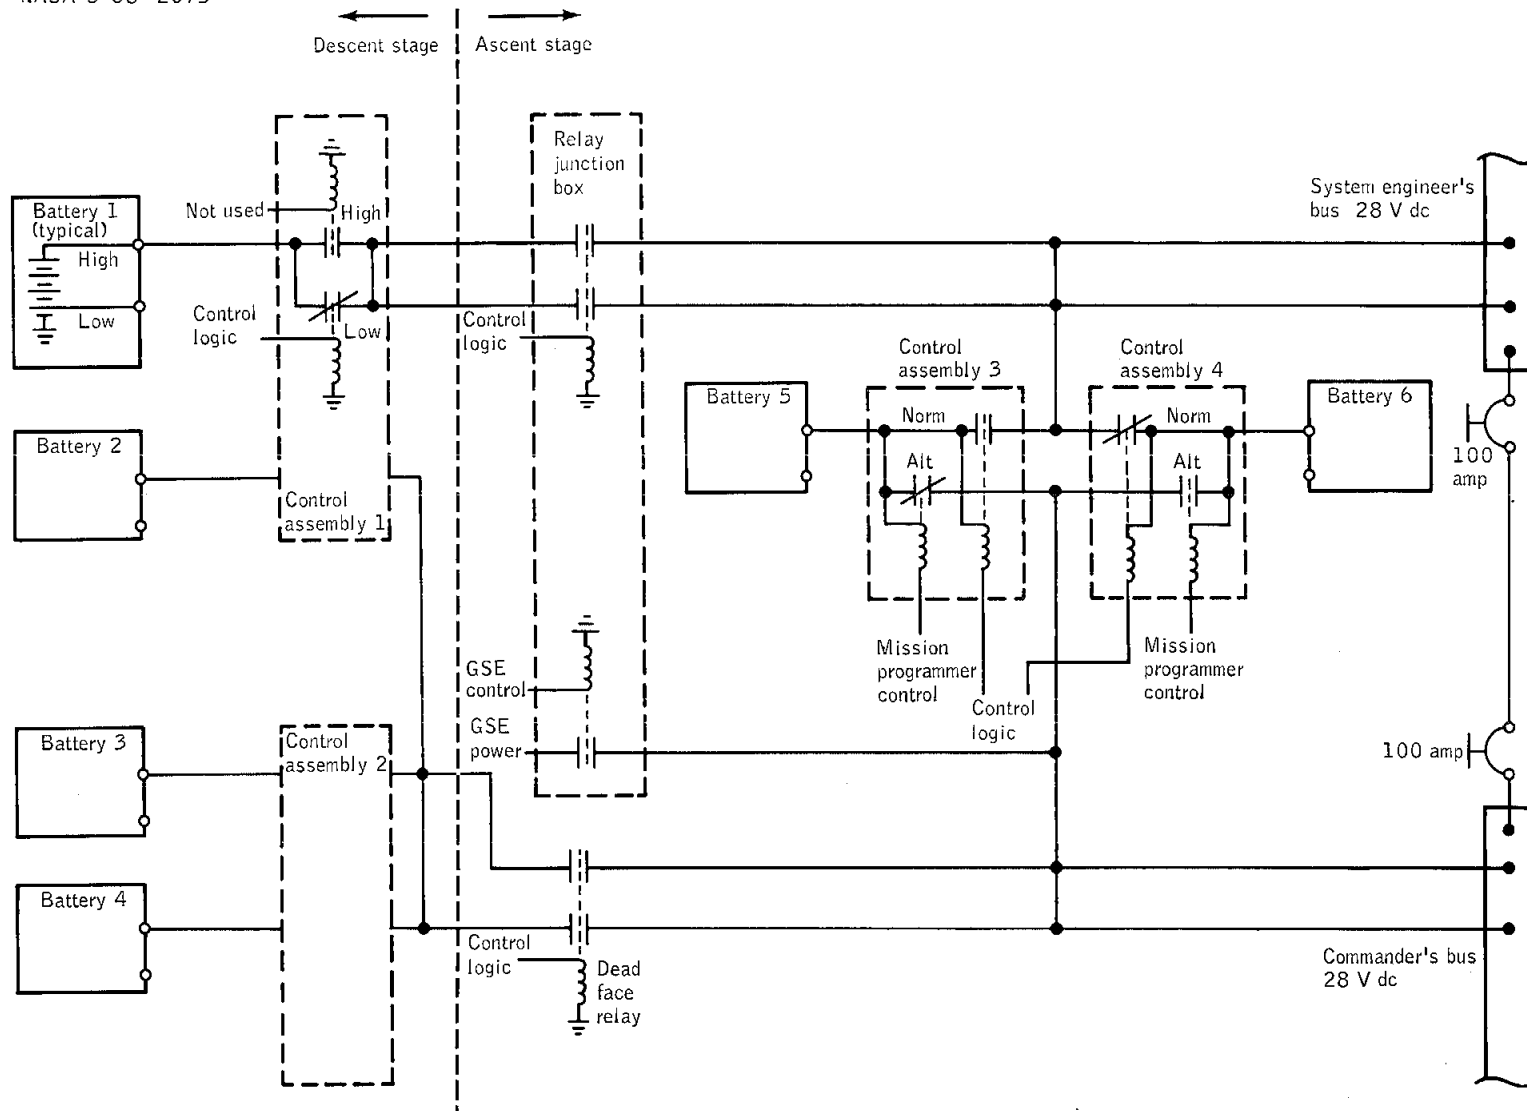 Descent stage
Ascent stage
Relay
junction
box
System engineer's
bus 28 V dc
Battery 1
(typical)
High
Low
Not used
High
Control
logic
Low
Control
logic
Control
assembly 3
Control
assembly 4
Battery 5
Norm
Alt
Norm
Alt
Battery 6
100
amp
Battery 2
Control
assembly 1
Mission
programmer
control
Control
logic
Mission
programmer
control
GSE
control
GSE
power
Battery 3
Control
assembly 2
100 amp
Battery 4
Control
logic
Dead
face
relay
Commander's bus
28 V dc